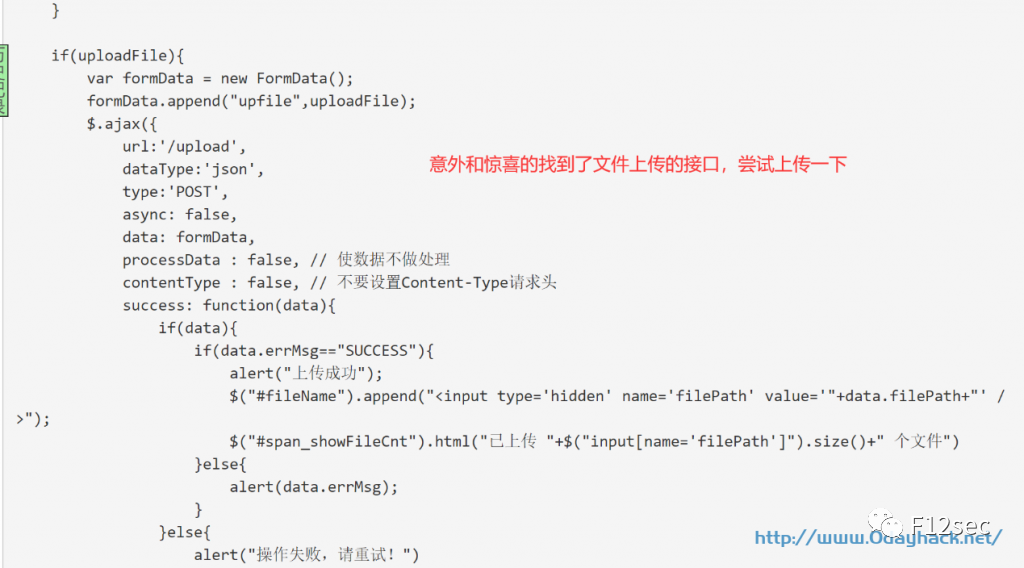 }
if(uploadFile){
var formData = new FormData();
formData.append("upfile",uploadFile);
$.ajax({
url:'/upload',
dataType:'json',
意外和惊喜的找到了文件上传的接口，尝试上传一下
type:'POST',
async: false,
data: formData,
processData : false, // 使数据不做处理
contentType : false, // 不要设置Content-Type请求头
success: function(data){
if(data){
if(data.errMsg=="SUCCESS"){
alert("上传成功");
$("#fileName").append("<input type='hidden' name='filePath' value='"+data.filePath+"' /
>");
$("#span_showFileCnt").html("已上传 "+$("input[name='filePath']").size()+" 个文件")
}else{
alert(data.errMsg);
}
}else{
alert("操作失败，请重试！")
F12sec
http://www.0dayhack.net/